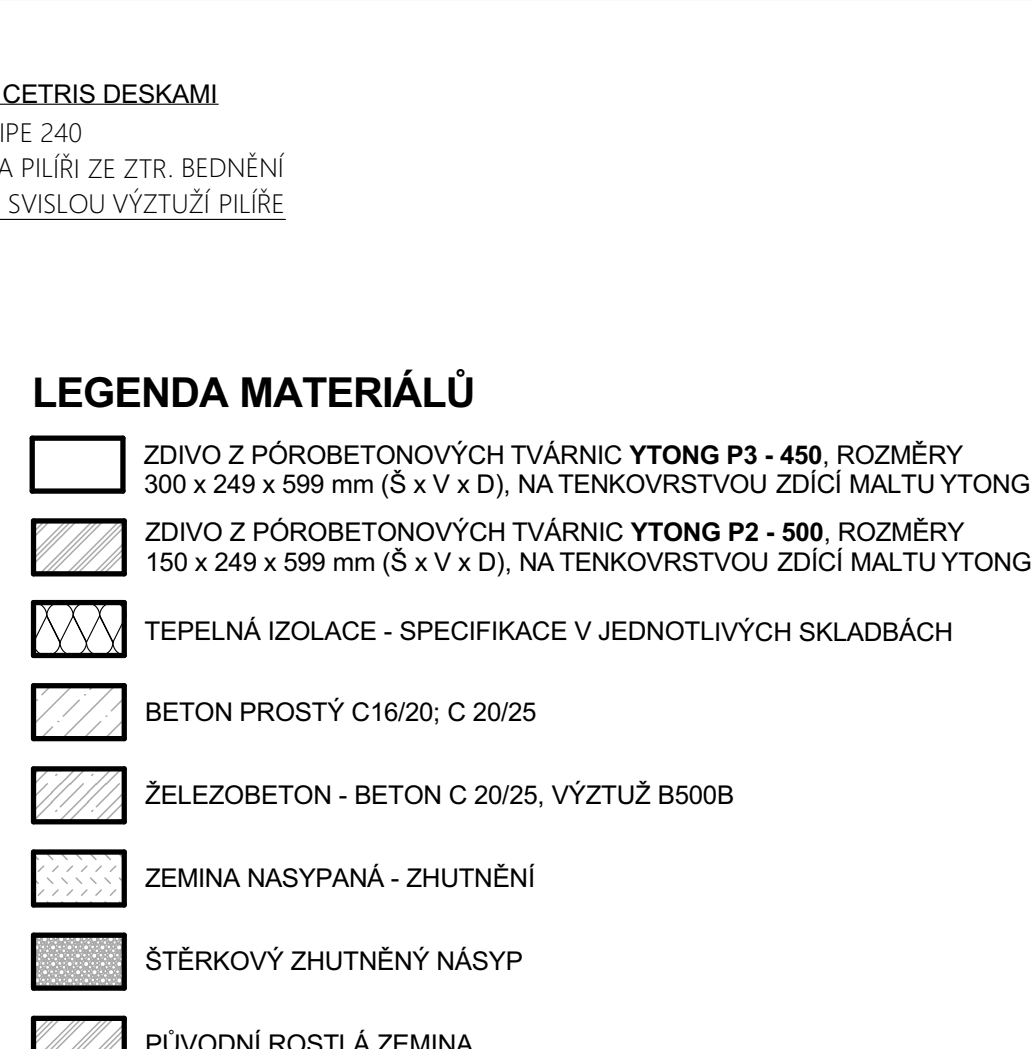 CETRIS DESKAMI
IPE 240
A PILÍŘI ZE ZTR. BEDNĚNÍ
SVISLOU VÝZTUŽÍ PILÍŘE
LEGENDA MATERIÁLŮ
ZDIVO Z PÓROBETONOVÝCH TVÁRNIC YTONG P3 - 450, ROZMĚRY
300 x 249 x 599 mm (Š x V x D), NA TENKOVRSTVOU ZDÍCÍ MALTU YTONG
ZDIVO Z PÓROBETONOVÝCH TVÁRNIC YTONG P2 - 500, ROZMĚRY
150 x 249 x 599 mm (Š x V x D), NA TENKOVRSTVOU ZDÍCÍ MALTU YTONG
TEPELNÁ IZOLACE - SPECIFIKACE V JEDNOTLIVÝCH SKLADBÁCH
BETON PROSTÝ C16/20; C 20/25
ŽELEZOBETON - BETON C 20/25, VÝZTUŽ B500B
ZEMINA NASYPANÁ - ZHUTNĚNÍ
ŠTĚRKOVÝ ZHUTNĚNÝ NÁSYP
PŮVODNÍ ROSTLÁ ZEMINA